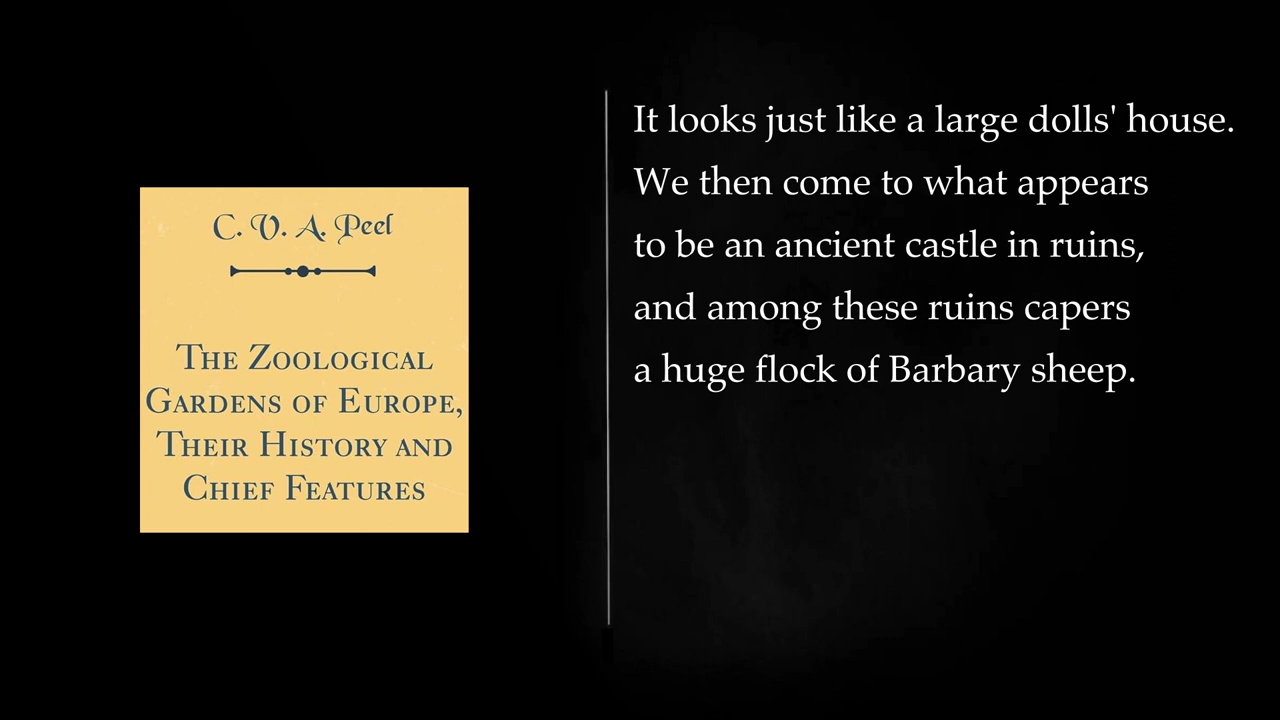 C. V. A. Peel
The Zoological
Gardens of Europe,
Their History and
Chief Features
It looks just like a large dolls' house.
We then come to what appears
to be an ancient castle in ruins,
and among these ruins capers
a huge flock of Barbary sheep.